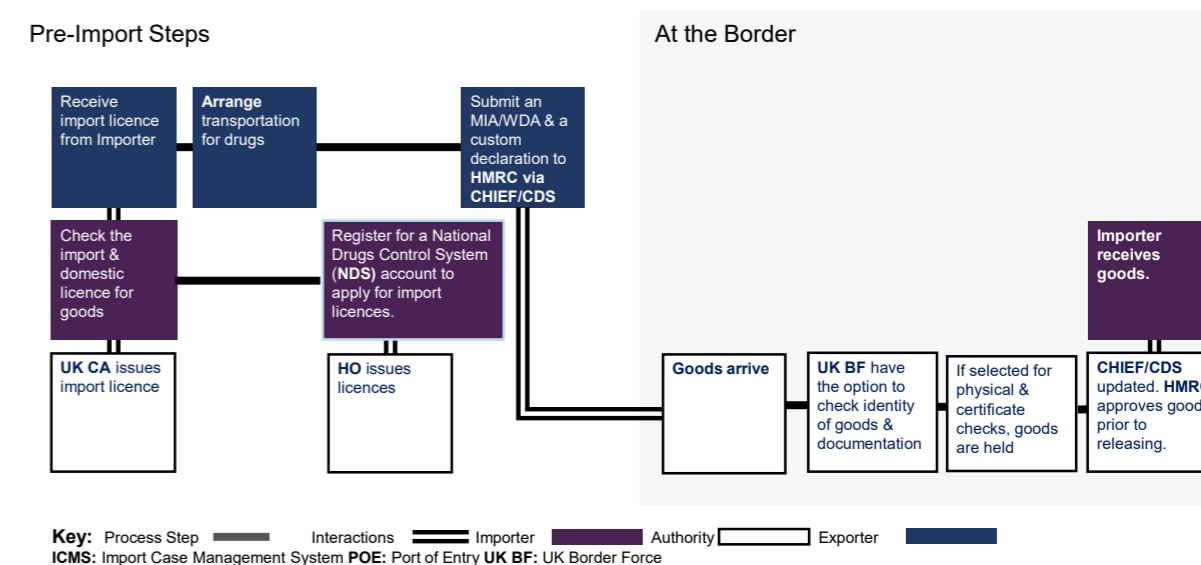 Pre-Import Steps
At the Border
Receive
import licence
from Importer
Arrange
transportation
for drugs
Submit an
MIA/WDA & a
custom
declaration to
HMRC via
CHIEF/CDS
Check the
import &
domestic
licence for
goods
Register for a National
Drugs Control System
(NDS) account to
apply for import
licences.
Importer
receives
goods.
UK CA issues
import licence
HO issues
licences
Goods arrive
UK BF have
the option to
check identity
of goods &
documentation
If selected for
physical &
certificate
checks, goods
are held
CHIEF/CDS
updated. HMRC
approves good
prior to
releasing.
Key: Process Step Interactions Importer Authority Exporter
ICMS: Import Case Management System POE: Port of Entry UK BF: UK Border Force